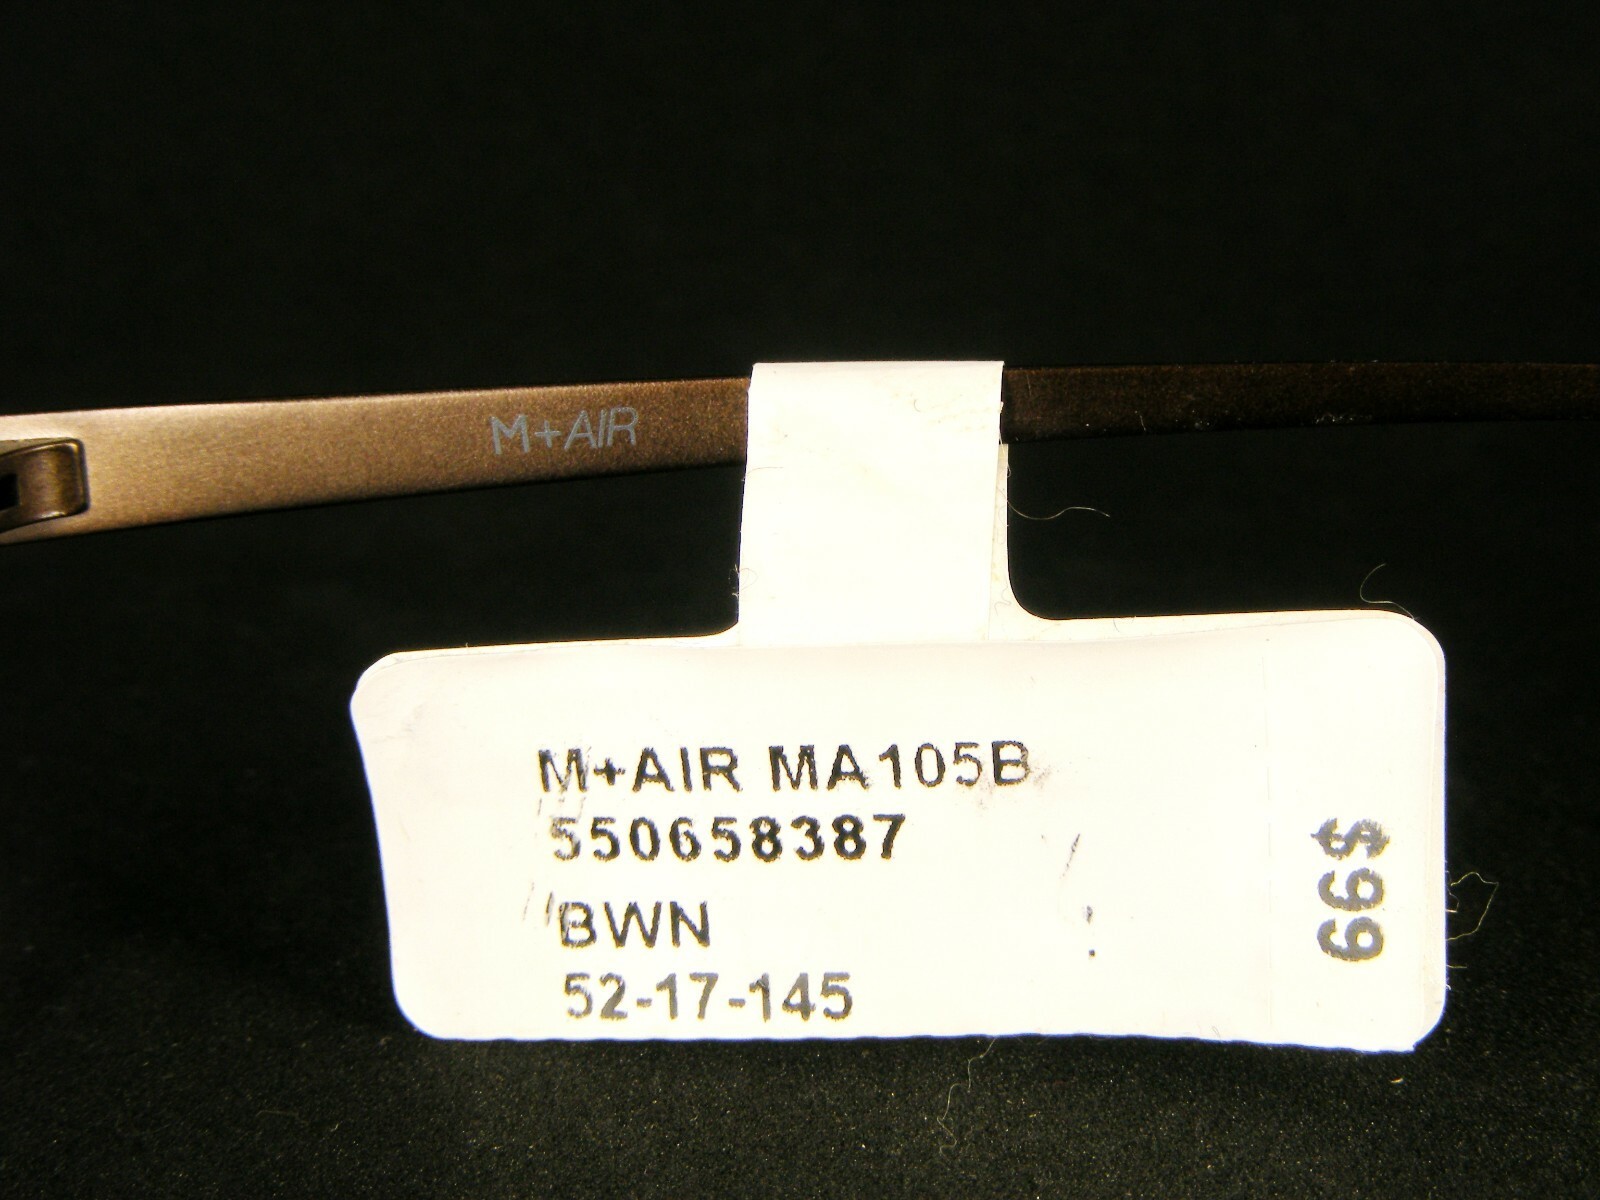 M+AIR
M+AIR MA105B
550658387
BWN
52-17-145
$99